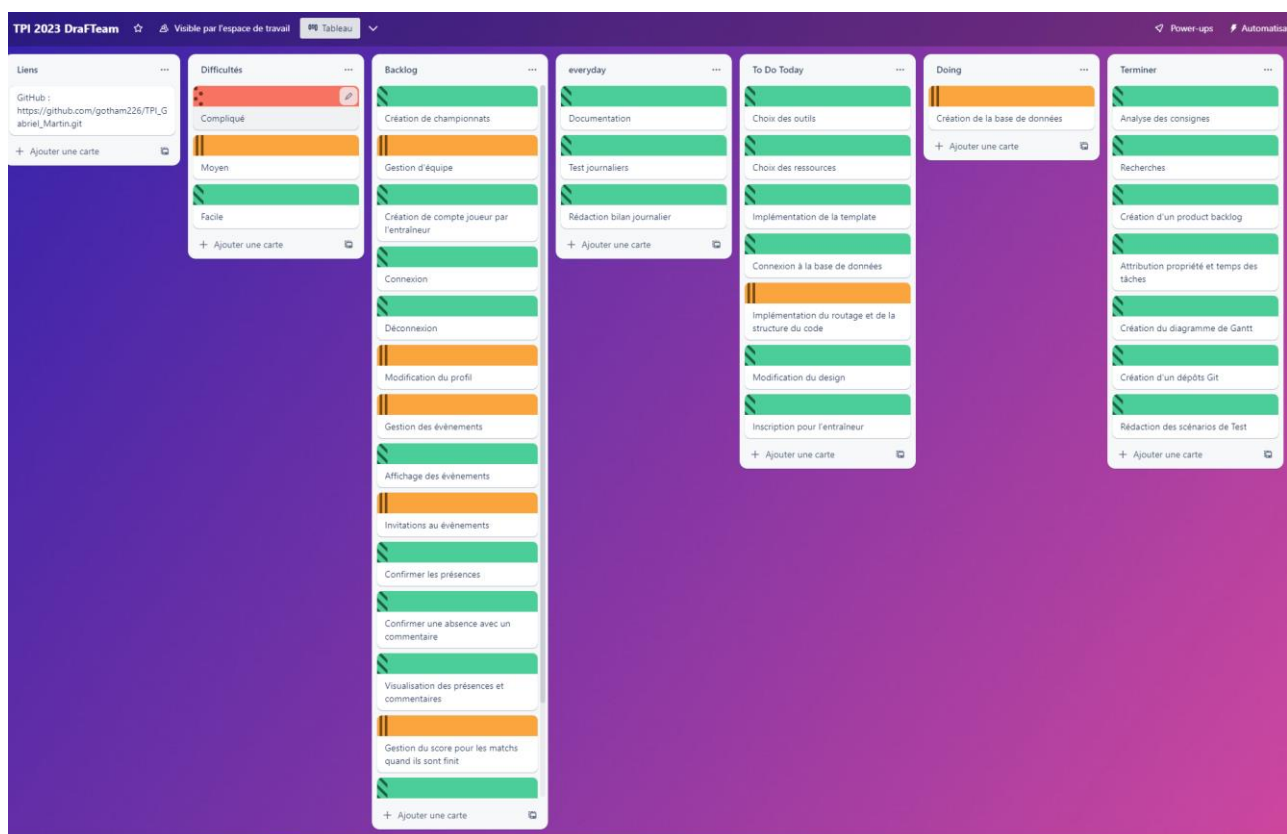 TPI 2023 DraFTeam
Visible par l'espace de travail
Tableau
Power-ups
Automatisa
Liens
GitHub :
https://github.com/gotham226/TPI_G
abriel_Martin.git
+ Ajouter une carte
Difficultés
Compliqué
Moyen
Facile
+ Ajouter une carte
Backlog
Création de championnats
Gestion d'équipe
Création de compte joueur par
l'entraîneur
Connexion
Déconnexion
Modification du profil
Gestion des évènements
Affichage des évènements
Invitations au évènements
Confirmer les présences
Confirmer une absence avec un
commentaire
Visualisation des présences et
commentaires
Gestion du score pour les matchs
quand ils sont finit
+ Ajouter une carte
everyday
Documentation
Test journaliers
Rédaction bilan journalier
+ Ajouter une carte
To Do Today
Choix des outils
Choix des ressources
Implémentation de la template
Connexion à la base de données
Implémentation du routage et de la
structure du code
Modification du design
Inscription pour l'entraîneur
+ Ajouter une carte
Doing
Création de la base de données
+ Ajouter une carte
Terminer
Analyse des consignes
Recherches
Création d'un product backlog
Attribution propriété et temps des
tâches
Création du diagramme de Gantt
Création d'un dépôts Git
Rédaction des scénarios de Test
+ Ajouter une carte